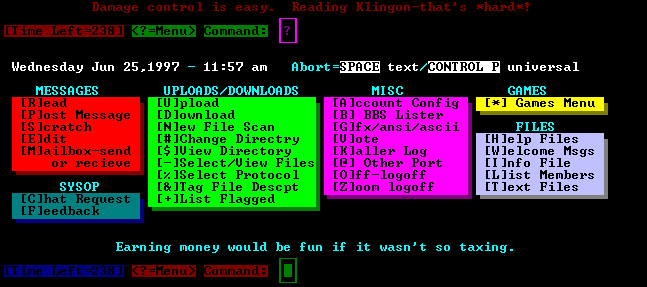 Damage control is easy.  Reading Klingon-that's *hard*!
[Time Left=238] <?=Menu> Command: ?
Wednesday Jun 25,1997 - 11:57 am   Abort=SPACE text/CONTROL P universal
MESSAGES
[R]ead
[P]ost Message
[S]cratch
[E]dit
[M]ailbox-send
or recieve
SYSOP
[C]hat Request
[F]eedback
UPLOADS/DOWNLOADS
[U]pload
[D]ownload
[N]ew File Scan
[#]Change Directry
[$]View Directory
[-]Select/View Files
[x]Select Protocol
[&]Tag File Descpt
[+]List Flagged
MISC
[A]ccount Config
[B] BBS Lister
[G]fx/ansi/ascii
[V]ote
[K]aller Log
[@] Other Port
[O]ff-logoff
[Z]oom logoff
GAMES
[*] Games Menu
FILES
[H]elp Files
[W]elcome Msgs
[I]nfo File
[L]ist Members
[T]ext Files
Earning money would be fun if it wasn't so taxing.
[Time Left=238] <?=Menu> Command: